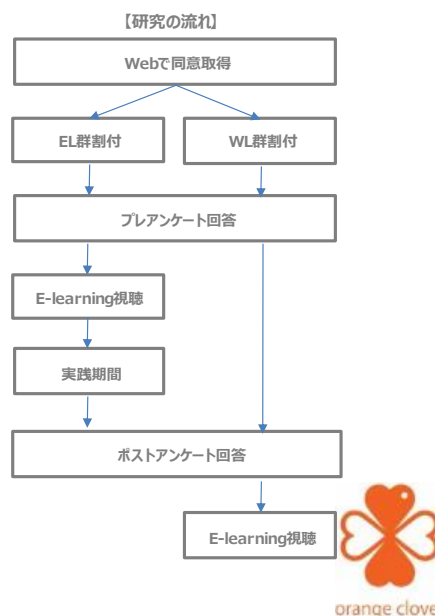 【研究の流れ】
Webで同意取得
EL群割付
WL群割付
プレアンケート回答
E-learning視聴
実践期間
ポストアンケート回答
E-learning視聴
orange clove